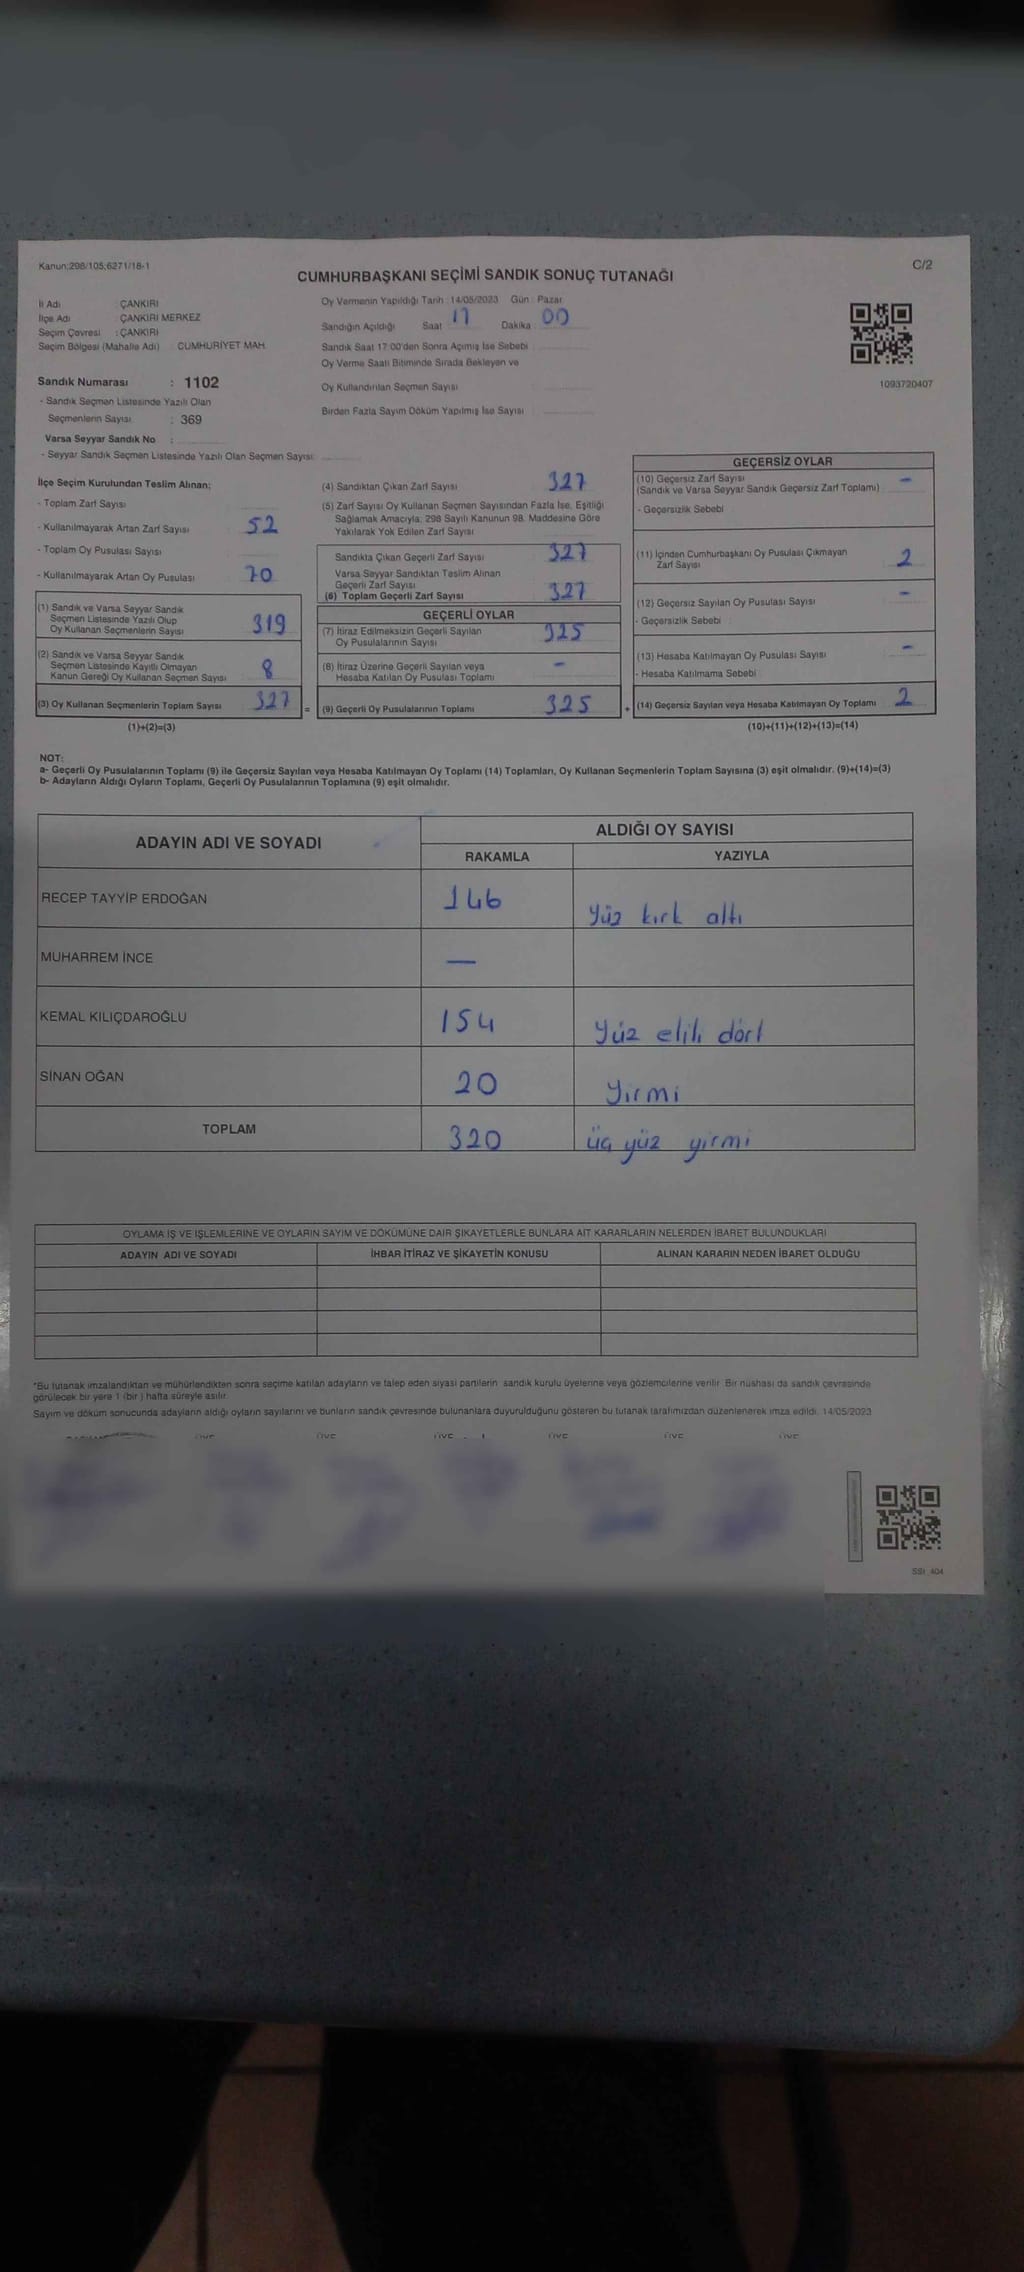 Kanun;298/105;6271/18-1
C/2
CUMHURBAŞKANI SEÇİMİ SANDIK SONUÇ TUTANAĞI
İl Adı : ÇANKIRI
İlçe Adı : ÇANKIRI MERKEZ
Seçim Çevresi : ÇANKIRI
Seçim Bölgesi (Mahalle Adı) : CUMHURİYET MAH.
Oy Vermenin Yapıldığı Tarih : 14/05/2023 Gün : Pazar
Sandığın Açıldığı Saat 17 Dakika 00
Sandık Saat 17:00'den Sonra Açımış İse Sebebi
Oy Verme Saati Bitiminde Sırada Bekleyen ve
Oy Kullandırılan Seçmen Sayısı
Birden Fazla Sayım Döküm Yapılmış İse Sayısı
1093720407
Sandık Numarası : 1102
- Sandık Seçmen Listesinde Yazılı Olan
Seçmenlerin Sayısı : 369
Varsa Seyyar Sandık No :
- Seyyar Sandık Seçmen Listesinde Yazılı Olan Seçmen Sayısı:
İlçe Seçim Kurulundan Teslim Alınan;
- Toplam Zarf Sayısı
- Kullanılmayarak Artan Zarf Sayısı 52
- Toplam Oy Pusulası Sayısı
- Kullanılmayarak Artan Oy Pusulası 70
(1) Sandık ve Varsa Seyyar Sandık
Seçmen Listesinde Yazılı Olup
Oy Kullanan Seçmenlerin Sayısı 319
(2) Sandık ve Varsa Seyyar Sandık
Seçmen Listesinde Kayıtlı Olmayan
Kanun Gereği Oy Kullanan Seçmen Sayısı 8
(3) Oy Kullanan Seçmenlerin Toplam Sayısı 327 =
(1)+(2)=(3)
(4) Sandıktan Çıkan Zarf Sayısı 327
(5) Zarf Sayısı Oy Kullanan Seçmen Sayısından Fazla İse, Eşitliği
Sağlamak Amacıyla, 298 Sayılı Kanunun 98. Maddesine Göre
Yakılarak Yok Edilen Zarf Sayısı
Sandıkta Çıkan Geçerli Zarf Sayısı 327
Varsa Seyyar Sandıktan Teslim Alınan
Geçerli Zarf Sayısı
(6) Toplam Geçerli Zarf Sayısı 327
GEÇERLİ OYLAR
(7) İtiraz Edilmeksizin Geçerli Sayılan
Oy Pusulalarının Sayısı 325
(8) İtiraz Üzerine Geçerli Sayılan veya
Hesaba Katılan Oy Pusulası Toplamı –
(9) Geçerli Oy Pusulalarının Toplamı 325 +
GEÇERSİZ OYLAR
(10) Geçersiz Zarf Sayısı –
(Sandık ve Varsa Seyyar Sandık Geçersiz Zarf Toplamı)
- Geçersizlik Sebebi
(11) İçinden Cumhurbaşkanı Oy Pusulası Çıkmayan
Zarf Sayısı 2
(12) Geçersiz Sayılan Oy Pusulası Sayısı –
- Geçersizlik Sebebi :
(13) Hesaba Katılmayan Oy Pusulası Sayısı –
- Hesaba Katılmama Sebebi :
(14) Geçersiz Sayılan veya Hesaba Katılmayan Oy Toplamı 2
(10)+(11)+(12)+(13)=(14)
NOT:
a- Geçerli Oy Pusulalarının Toplamı (9) ile Geçersiz Sayılan veya Hesaba Katılmayan Oy Toplamı (14) Toplamları, Oy Kullanan Seçmenlerin Toplam Sayısına (3) eşit olmalıdır. (9)+(14)=(3)
b- Adayların Aldığı Oyların Toplamı, Geçerli Oy Pusulalarının Toplamına (9) eşit olmalıdır.
ADAYIN ADI VE SOYADI
ALDIĞI OY SAYISI
RAKAMLA YAZIYLA
RECEP TAYYİP ERDOĞAN 146 Yüz kırk altı
MUHARREM İNCE —
KEMAL KILIÇDAROĞLU 154 Yüz elili dört
SİNAN OĞAN 20 Yirmi
TOPLAM 320 üç yüz yirmi
OYLAMA İŞ VE İŞLEMLERİNE VE OYLARIN SAYIM VE DÖKÜMÜNE DAİR ŞİKAYETLERLE BUNLARA AİT KARARLARIN NELERDEN İBARET BULUNDUKLARI
ADAYIN ADI VE SOYADI İHBAR İTİRAZ VE ŞİKAYETİN KONUSU ALINAN KARARIN NEDEN İBARET OLDUĞU
*Bu tutanak imzalandıktan ve mühürlendikten sonra seçime katılan adayların ve talep eden siyasi partilerin sandık kurulu üyelerine veya gözlemcilerine verilir. Bir nüshası da sandık çevresinde
görülecek bir yere 1 (bir) hafta süreyle asılır.
Sayım ve döküm sonucunda adayların aldığı oyların sayılarını ve bunların sandık çevresinde bulunanlara duyurulduğunu gösteren bu tutanak tarafımızdan düzenlenerek imza edildi. 14/05/2023
ÜYE ÜYE ÜYE ÜYE ÜYE ÜYE
SSI_404